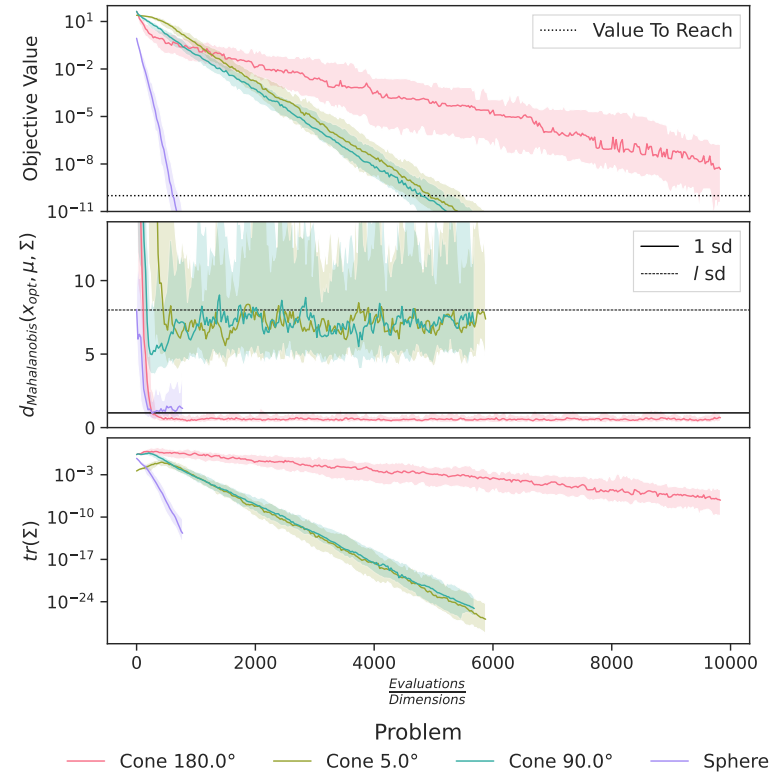 Objective Value
10^1
10^−2
10^−5
10^−8
10^−11
Value To Reach
d_Mahalanobis(x_opt, μ, Σ)
10
5
0
1 sd
l sd
tr(Σ)
10^−3
10^−10
10^−17
10^−24
0 2000 4000 6000 8000 10000
Evaluations
Dimensions
Problem
Cone 180.0° Cone 5.0° Cone 90.0° Sphere